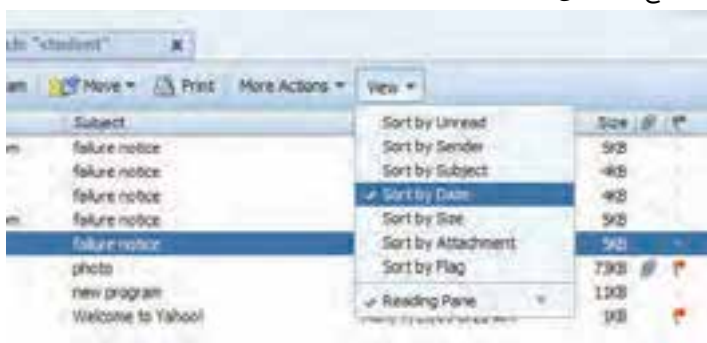 "student" x
Move Print More Actions View
Subject Size
failure notice 5KB
failure notice 4KB
failure notice 4KB
failure notice 5KB
failure notice 5KB
photo
new program
Welcome to Yahoo! 1KB
Sort by Unread
Sort by Sender
Sort by Subject
Sort by Date
Sort by Size
Sort by Attachment
Sort by Flag
Reading Pane